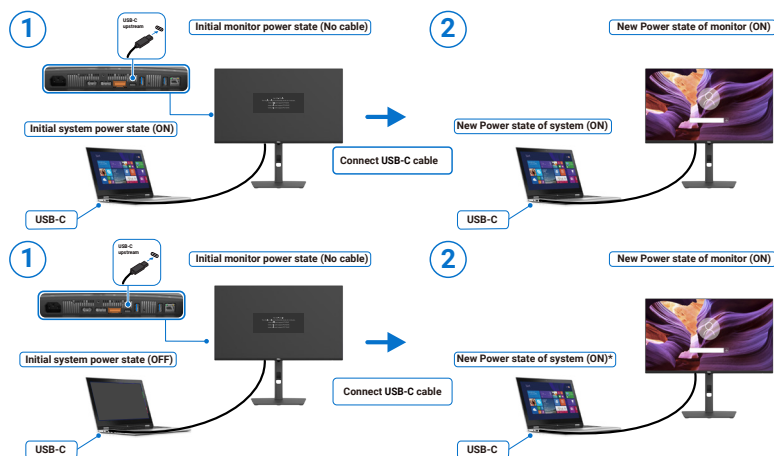 1
USB-C
upstream
Initial monitor power state (No cable)
2
New Power state of monitor (ON)
Initial system power state (ON)
New Power state of system (ON)
Connect USB-C cable
USB-C
USB-C
1
USB-C
upstream
Initial monitor power state (No cable)
2
New Power state of monitor (ON)
Initial system power state (OFF)
New Power state of system (ON)*
Connect USB-C cable
USB-C
USB-C